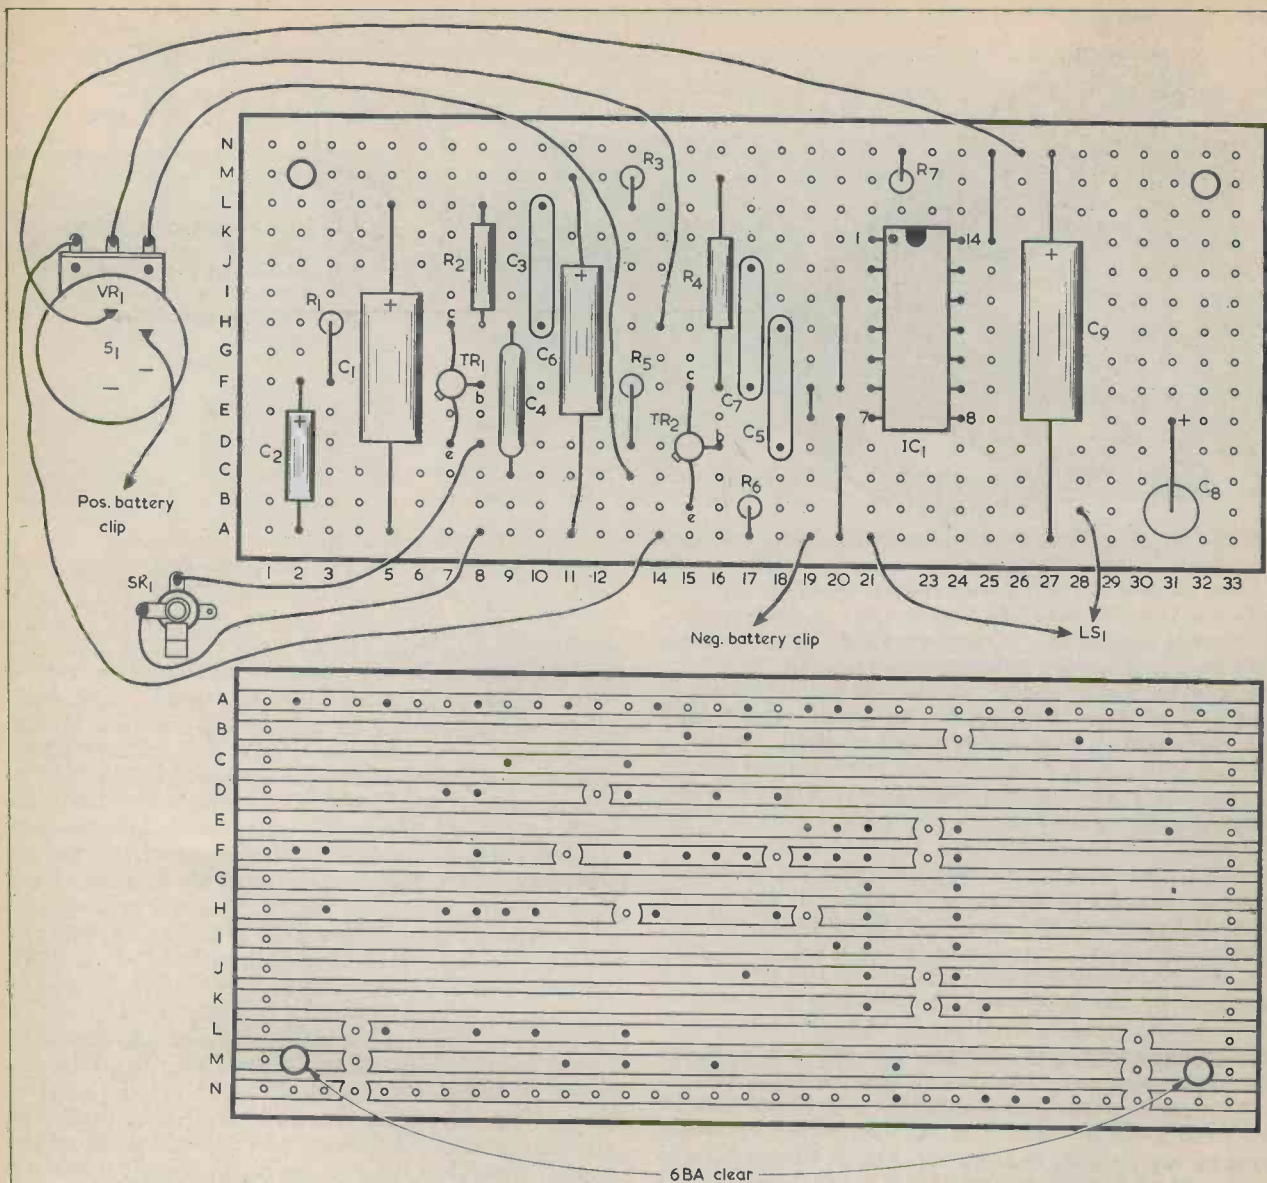 N
M
L
K
J
I
H
G
F
E
D
C
B
A
VR1
S1
R1
C1
C2
+
+
R2
C3
c
TR1
b
e
C4
C6
+
R3
R5
R4
C7
c
TR2
b
e
C5
R6
R7
1
14
7
8
IC1
+
C9
+
C8
Pos. battery
clip
SK1
1 2 3 5 6 7 8 9 10 11 12 14 15 16 17 18 19 20 21 23 24 25 26 27 28 29 30 31 32 33
Neg. battery clip
LS1
A
B
C
D
E
F
G
H
I
J
K
L
M
N
6BA clear